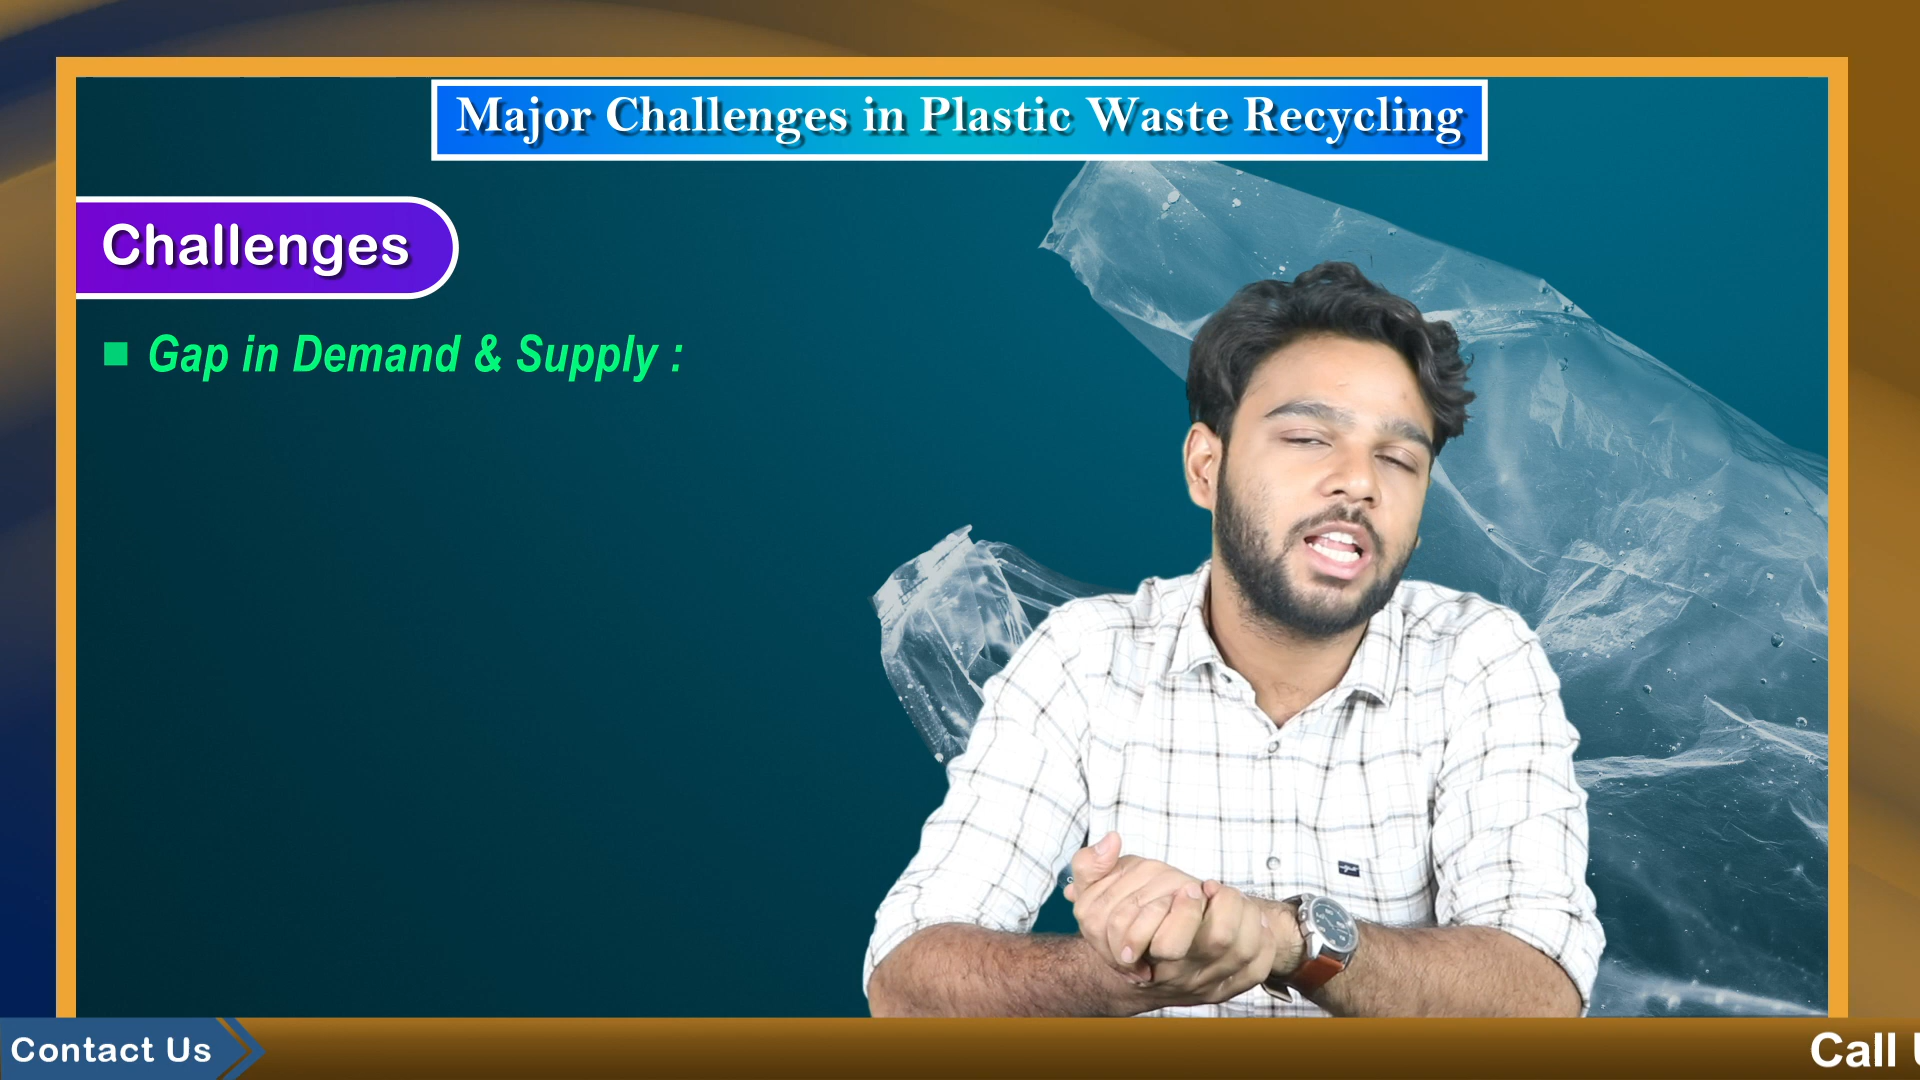 Major Challenges in Plastic Waste Recycling
Challenges
Gap in Demand & Supply :
Contact Us
Call